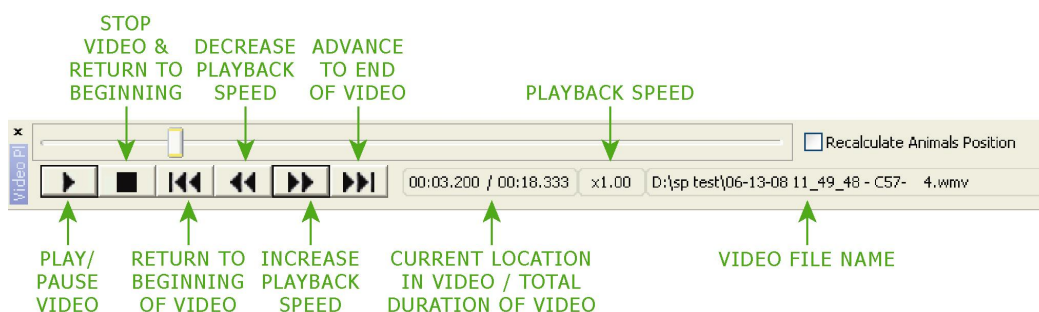 STOP
VIDEO &
RETURN TO
BEGINNING
DECREASE
PLAYBACK
SPEED
ADVANCE
TO END
OF VIDEO
PLAYBACK SPEED
x
Recalculate Animals Position
Video Pl
00:03.200 / 00:18.333
x1.00
D:\sp test\06-13-08 11_49_48 - C57-    4.wmv
PLAY/
PAUSE
VIDEO
RETURN TO
BEGINNING
OF VIDEO
INCREASE
PLAYBACK
SPEED
CURRENT LOCATION
IN VIDEO / TOTAL
DURATION OF VIDEO
VIDEO FILE NAME